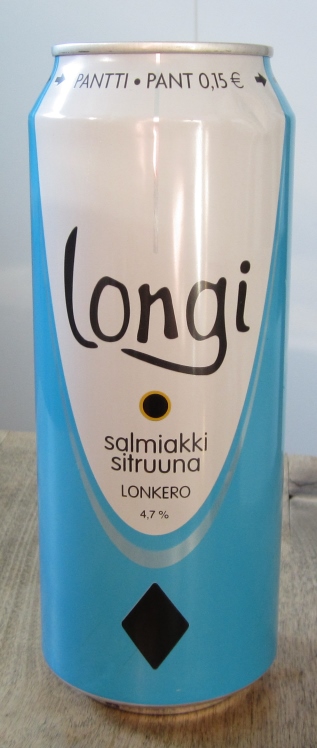 PANTTI • PANT 0,15 €
longi
salmiakki
sitruuna
LONKERO
4,7 %